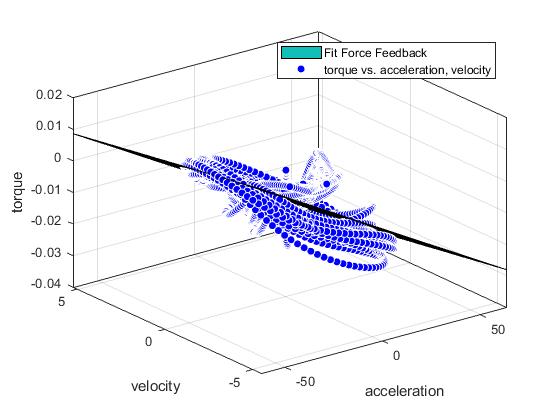 Fit Force Feedback
torque vs. acceleration, velocity
0.02
0.01
0
-0.01
-0.02
-0.03
-0.04
torque
5
0
-5
velocity
-50
0
50
acceleration